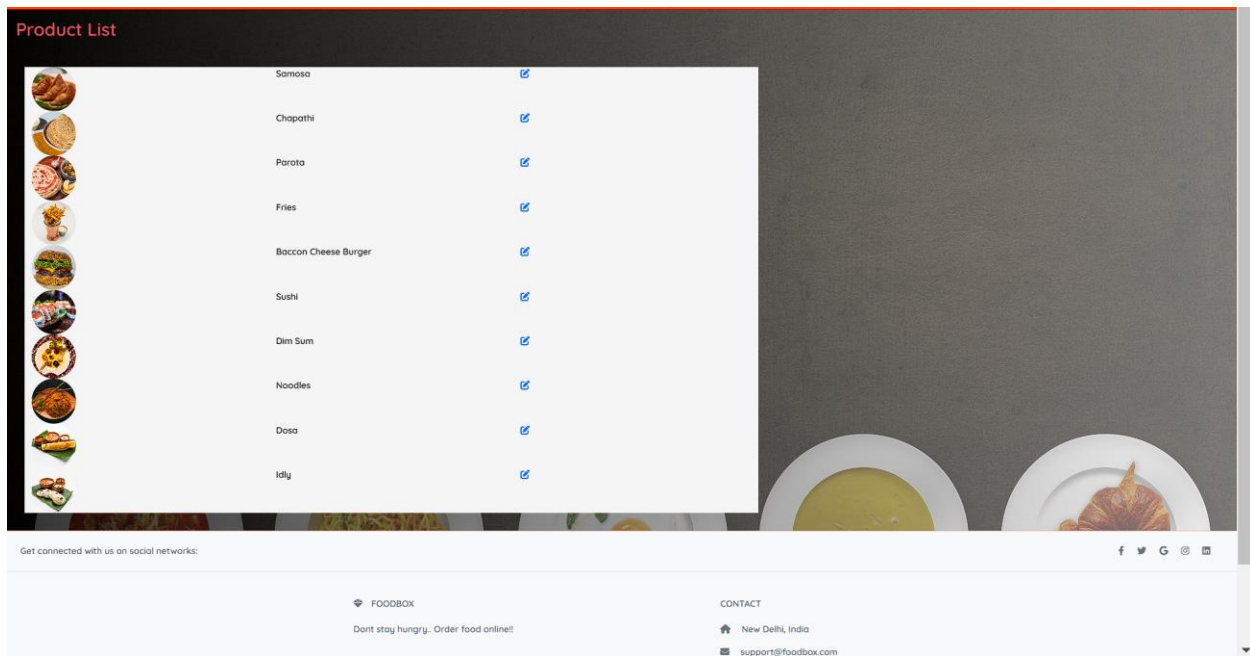 Product List
Samosa
Chapathi
Parota
Fries
Baccon Cheese Burger
Sushi
Dim Sum
Noodles
Dosa
Idly
Get connected with us on social networks:
FOODBOX
Dont stay hungry.. Order food online!!
CONTACT
New Delhi, India
support@foodbox.com